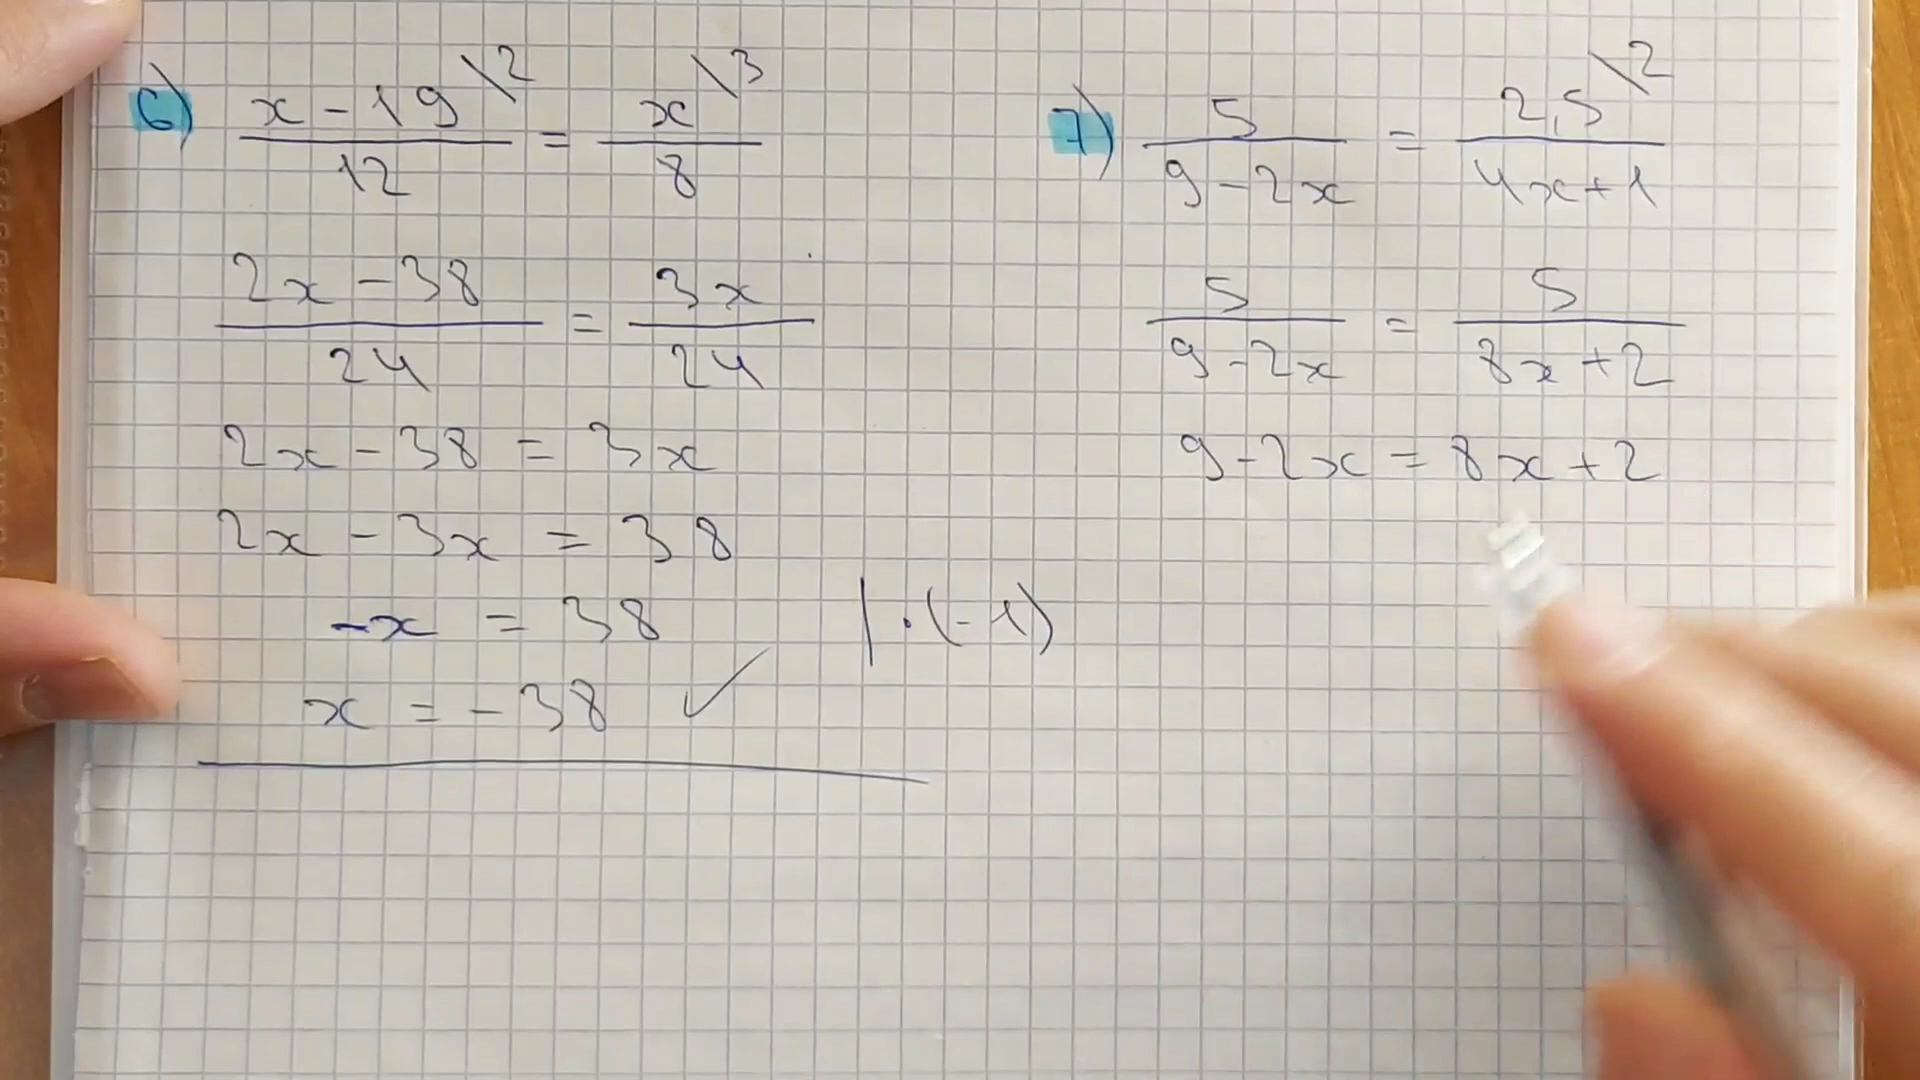 6) x - 19 \2 / 12 = x \3 / 8
2x - 38 / 24 = 3x / 24
2x - 38 = 3x
2x - 3x = 38
-x = 38 | · (-1)
x = - 38 ✓
7) 5 / 9 - 2x = 2,5 \2 / 4x + 1
5 / 9 - 2x = 5 / 8x + 2
9 - 2x = 8x + 2